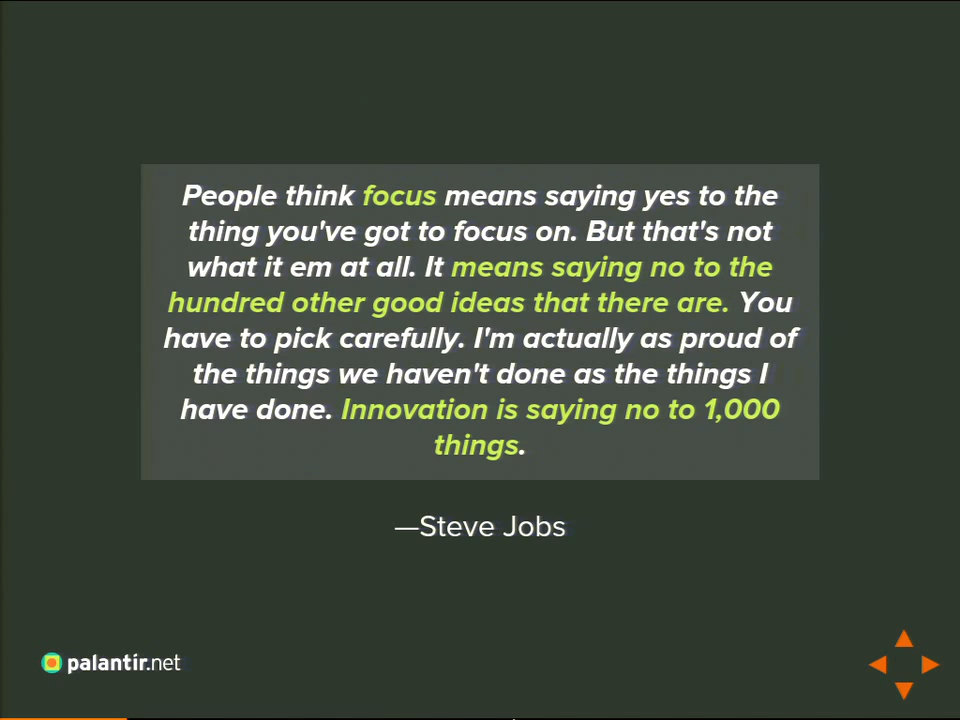 People think focus means saying yes to the
thing you've got to focus on. But that's not
what it em at all. It means saying no to the
hundred other good ideas that there are. You
have to pick carefully. I'm actually as proud of
the things we haven't done as the things I
have done. Innovation is saying no to 1,000
things.
—Steve Jobs
palantir.net